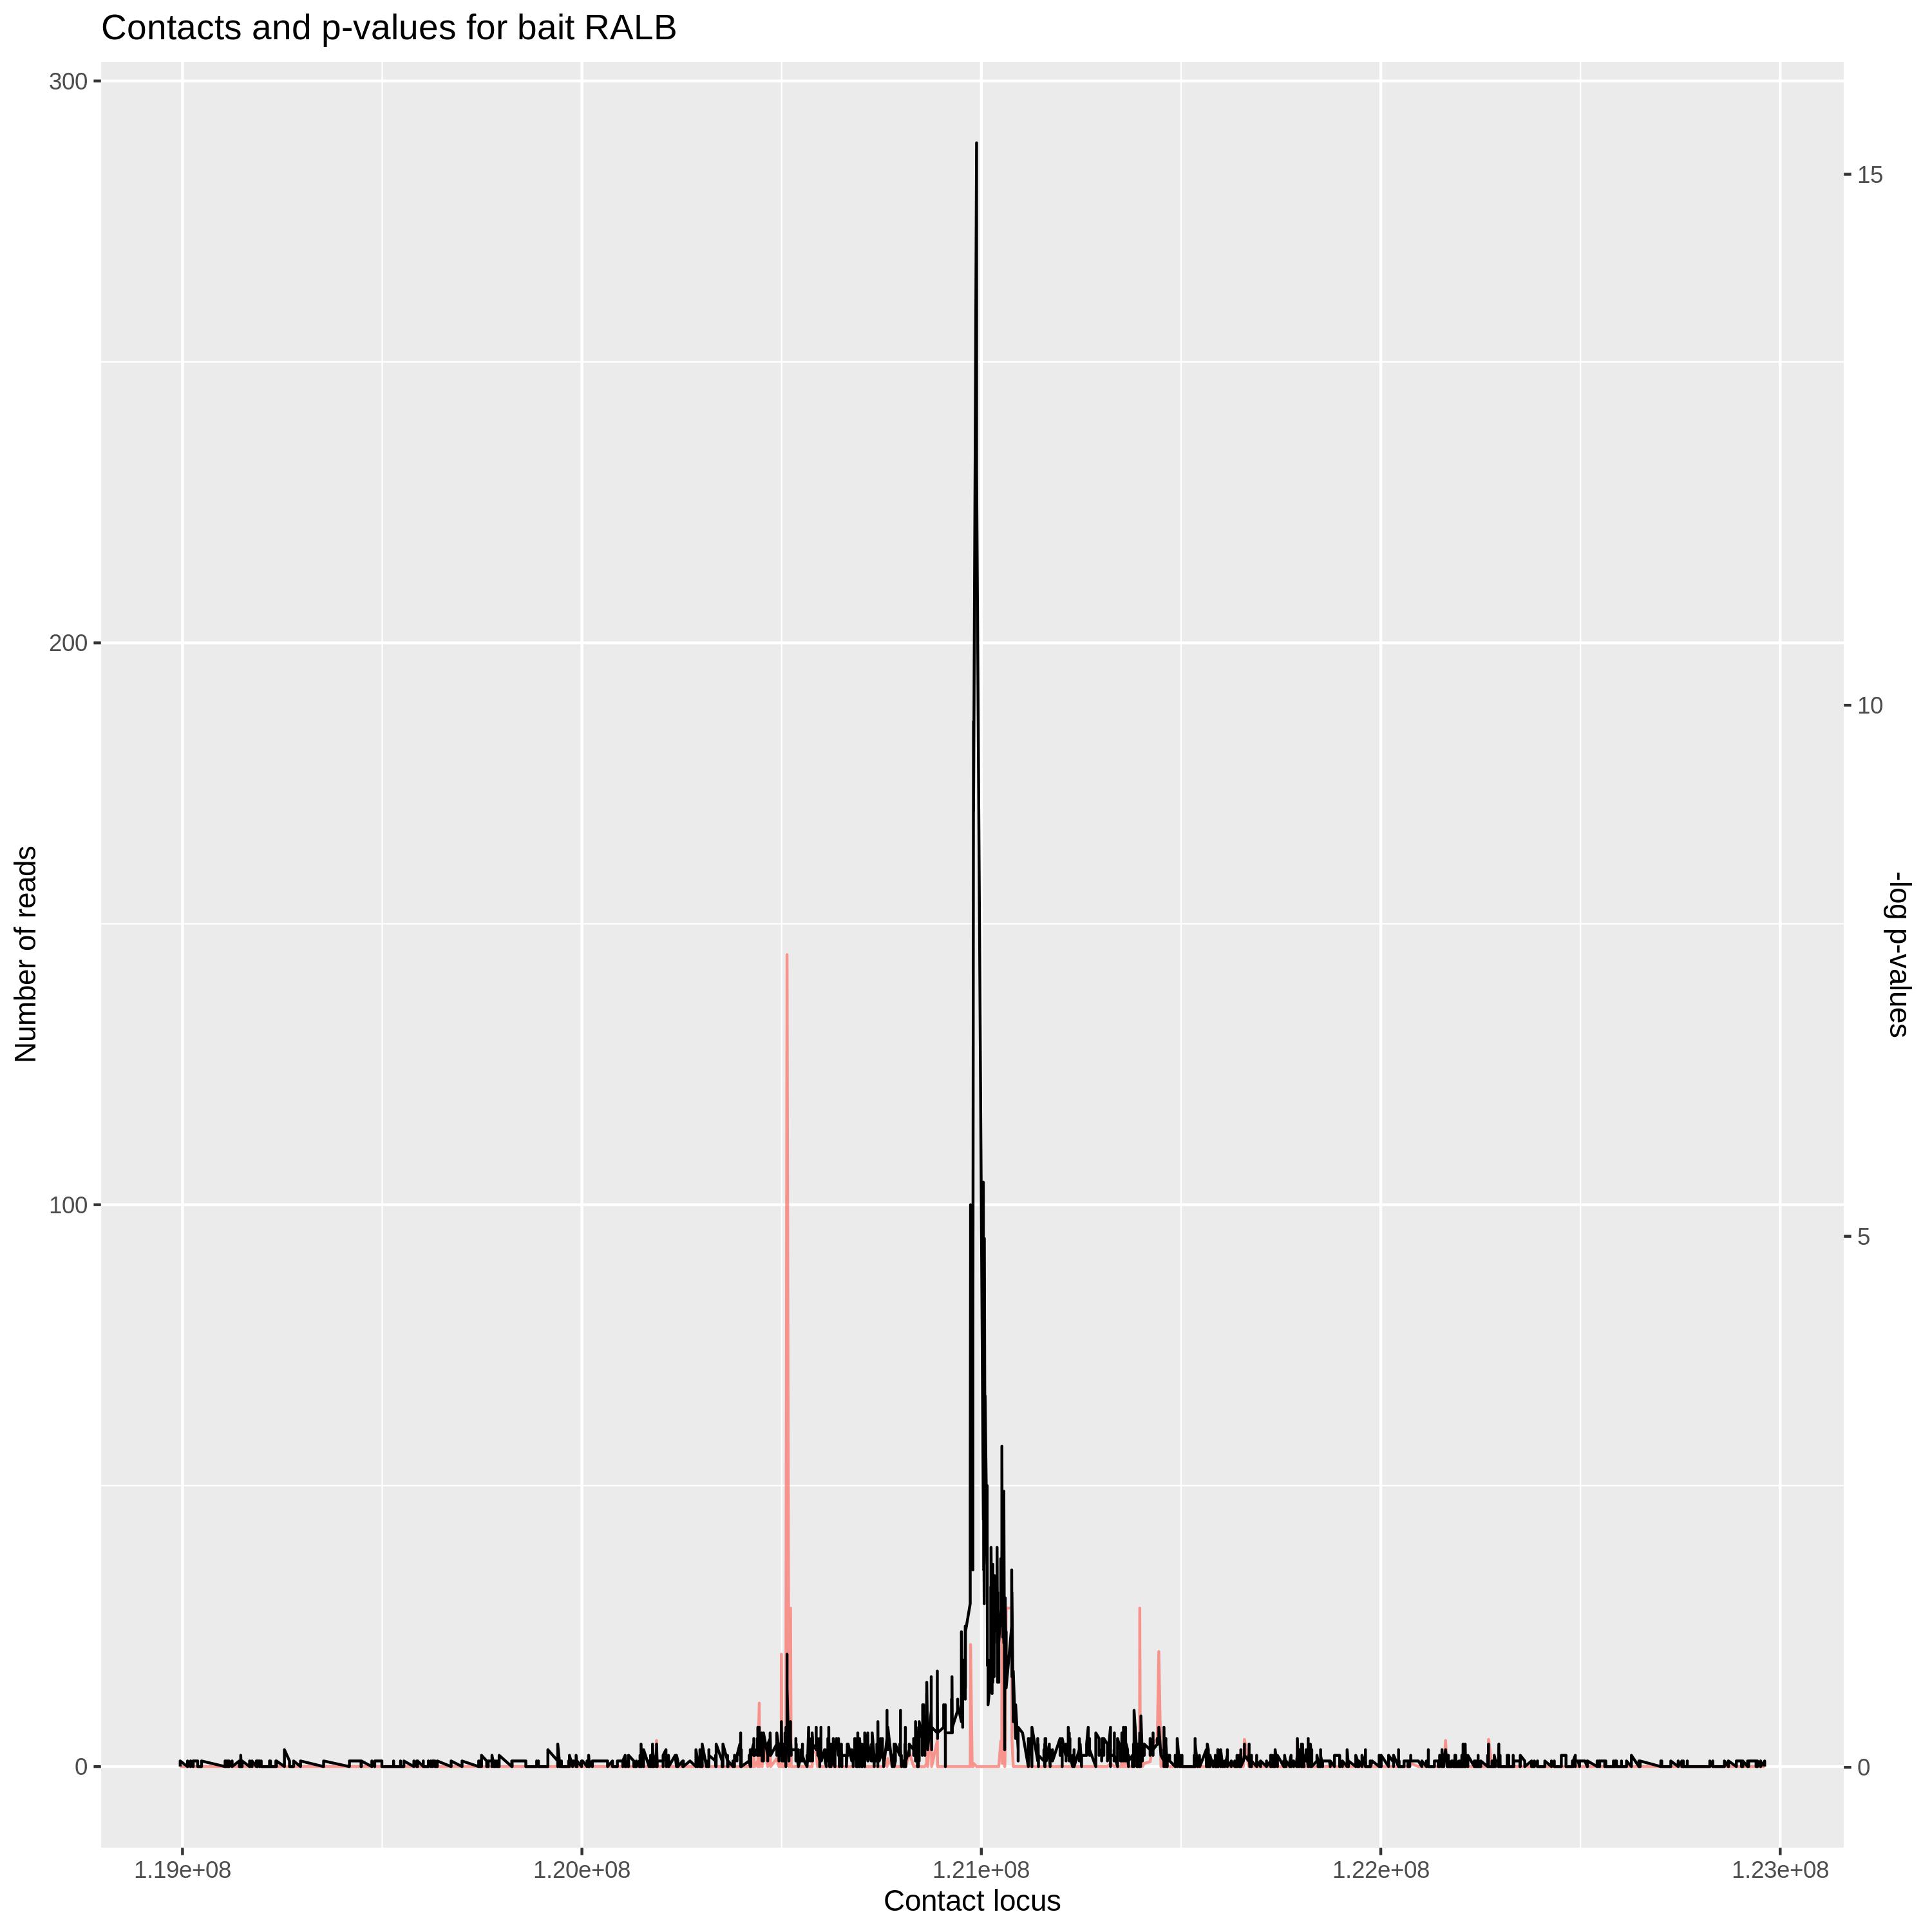 Contacts and p-values for bait RALB
300
200
100
0
Number of reads
15
10
5
0
-log p-values
1.19e+08 1.20e+08 1.21e+08 1.22e+08 1.23e+08
Contact locus